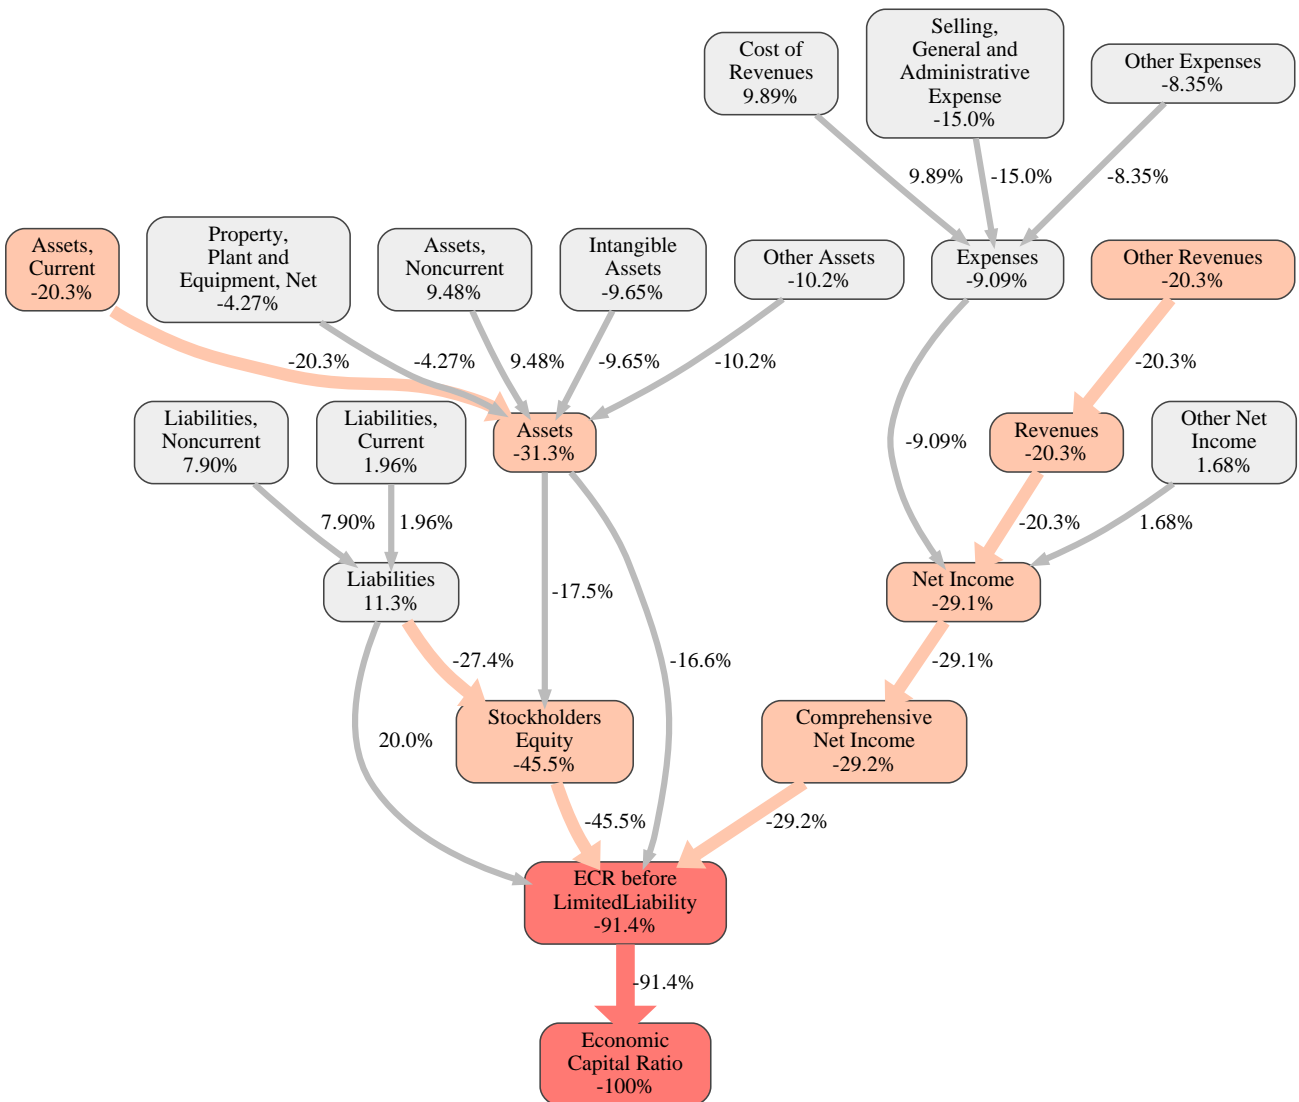 Cost of
Revenues
9.89%
Selling,
General and
Administrative
Expense
-15.0%
Other Expenses
-8.35%
9.89%
-15.0%
-8.35%
Assets,
Current
-20.3%
Property,
Plant and
Equipment, Net
-4.27%
Assets,
Noncurrent
9.48%
Intangible
Assets
-9.65%
Other Assets
-10.2%
Expenses
-9.09%
Other Revenues
-20.3%
-20.3%
-4.27%
9.48%
-9.65%
-10.2%
-20.3%
Liabilities,
Noncurrent
7.90%
Liabilities,
Current
1.96%
Assets
-31.3%
-9.09%
Revenues
-20.3%
Other Net
Income
1.68%
7.90%
1.96%
-20.3%
1.68%
Liabilities
11.3%
-17.5%
Net Income
-29.1%
-27.4%
-16.6%
-29.1%
20.0%
Stockholders
Equity
-45.5%
Comprehensive
Net Income
-29.2%
-45.5%
-29.2%
ECR before
LimitedLiability
-91.4%
-91.4%
Economic
Capital Ratio
-100%